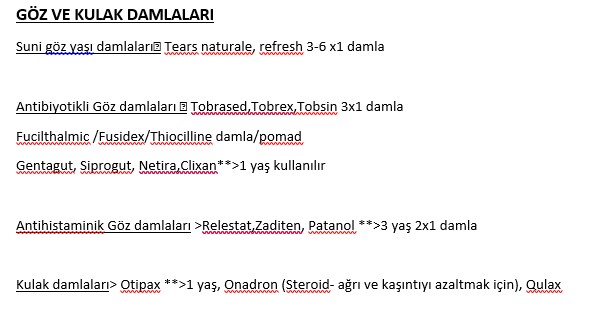 GÖZ VE KULAK DAMLALARI
Suni göz yaşı damlaları⍰ Tears naturale, refresh 3-6 x1 damla
Antibiyotikli Göz damlaları ⍰ Tobrased,Tobrex,Tobsin 3x1 damla
Fucilthalmic /Fusidex/Thiocilline damla/pomad
Gentagut, Siprogut, Netira,Clixan**>1 yaş kullanılır
Antihistaminik Göz damlaları >Relestat,Zaditen, Patanol **>3 yaş 2x1 damla
Kulak damlaları> Otipax **>1 yaş, Onadron (Steroid- ağrı ve kaşıntıyı azaltmak için), Qulax